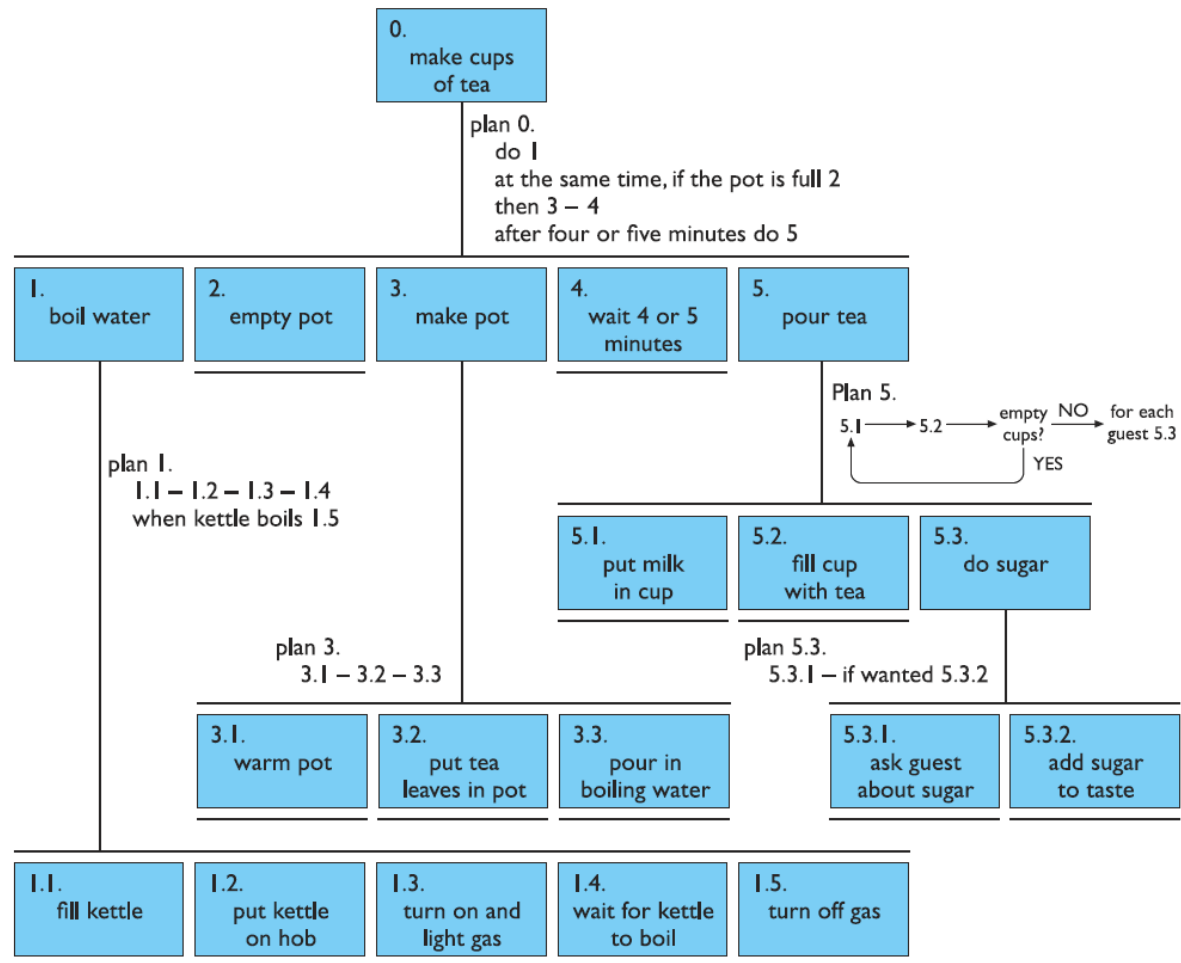 0.
make cups
of tea
plan 0.
do 1
at the same time, if the pot is full 2
then 3 – 4
after four or five minutes do 5
1.
boil water
2.
empty pot
3.
make pot
4.
wait 4 or 5
minutes
5.
pour tea
Plan 5.
5.1
5.2
empty
cups?
NO
for each
guest 5.3
YES
plan 1.
1.1 – 1.2 – 1.3 – 1.4
when kettle boils 1.5
5.1.
put milk
in cup
5.2.
fill cup
with tea
5.3.
do sugar
plan 3.
3.1 – 3.2 – 3.3
plan 5.3.
5.3.1 – if wanted 5.3.2
3.1.
warm pot
3.2.
put tea
leaves in pot
3.3.
pour in
boiling water
5.3.1.
ask guest
about sugar
5.3.2.
add sugar
to taste
1.1.
fill kettle
1.2.
put kettle
on hob
1.3.
turn on and
light gas
1.4.
wait for kettle
to boil
1.5.
turn off gas